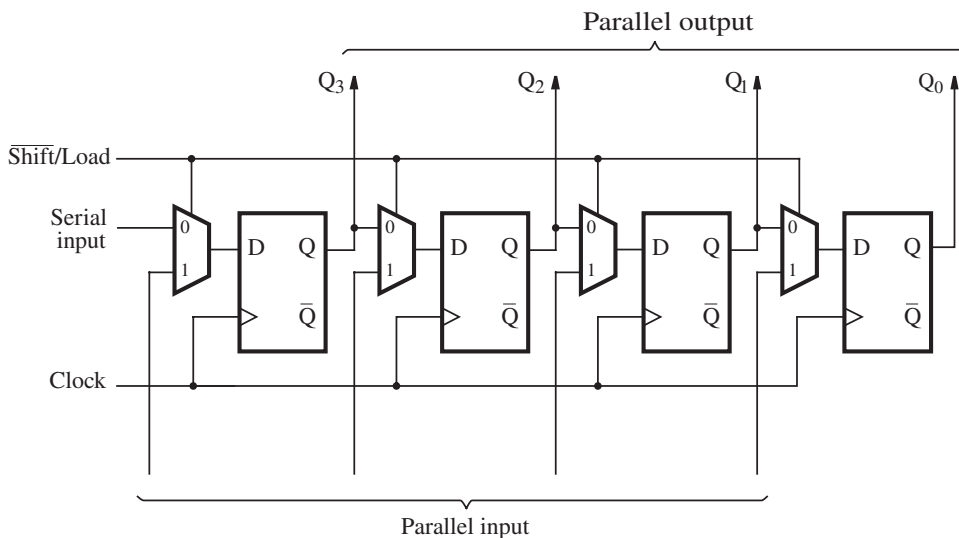 Parallel output
Q3 Q2 Q1 Q0
S̅h̅i̅f̅t̅/Load
Serial
input
0 0 0 0
D Q D Q D Q D Q
1 1 1 1
Q̅ Q̅ Q̅ Q̅
Clock
Parallel input